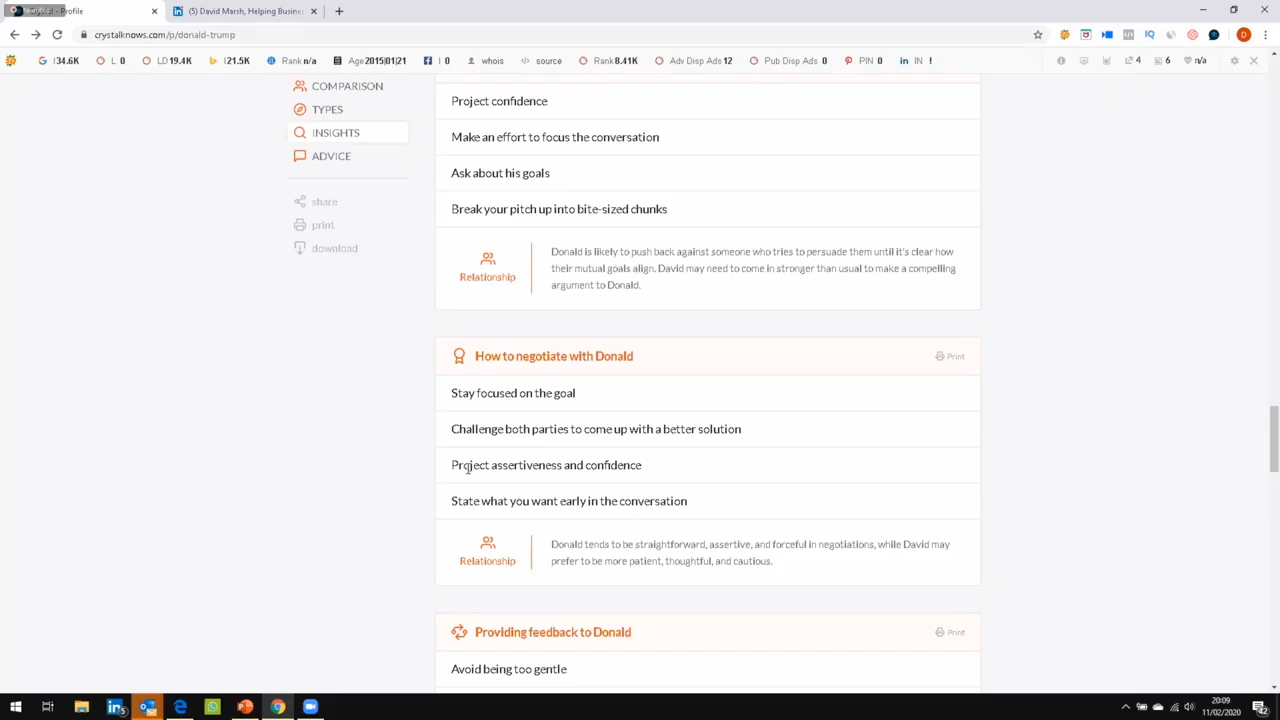 Profile
(5) David Marsh, Helping Busine
crystalknows.com/p/donald-trump
I 34.6K
L 0
LD 19.4K
I 21.5K
Rank n/a
Age 2015|01|21
I 0
whois
source
Rank 8.41K
Adv Disp Ads 12
Pub Disp Ads 0
PIN 0
IN !
4
6
n/a
COMPARISON
TYPES
INSIGHTS
ADVICE
share
print
download
Project confidence
Make an effort to focus the conversation
Ask about his goals
Break your pitch up into bite-sized chunks
Relationship
Donald is likely to push back against someone who tries to persuade them until it's clear how
their mutual goals align. David may need to come in stronger than usual to make a compelling
argument to Donald.
How to negotiate with Donald
Print
Stay focused on the goal
Challenge both parties to come up with a better solution
Project assertiveness and confidence
State what you want early in the conversation
Relationship
Donald tends to be straightforward, assertive, and forceful in negotiations, while David may
prefer to be more patient, thoughtful, and cautious.
Providing feedback to Donald
Print
Avoid being too gentle
20:09
11/02/2020
42